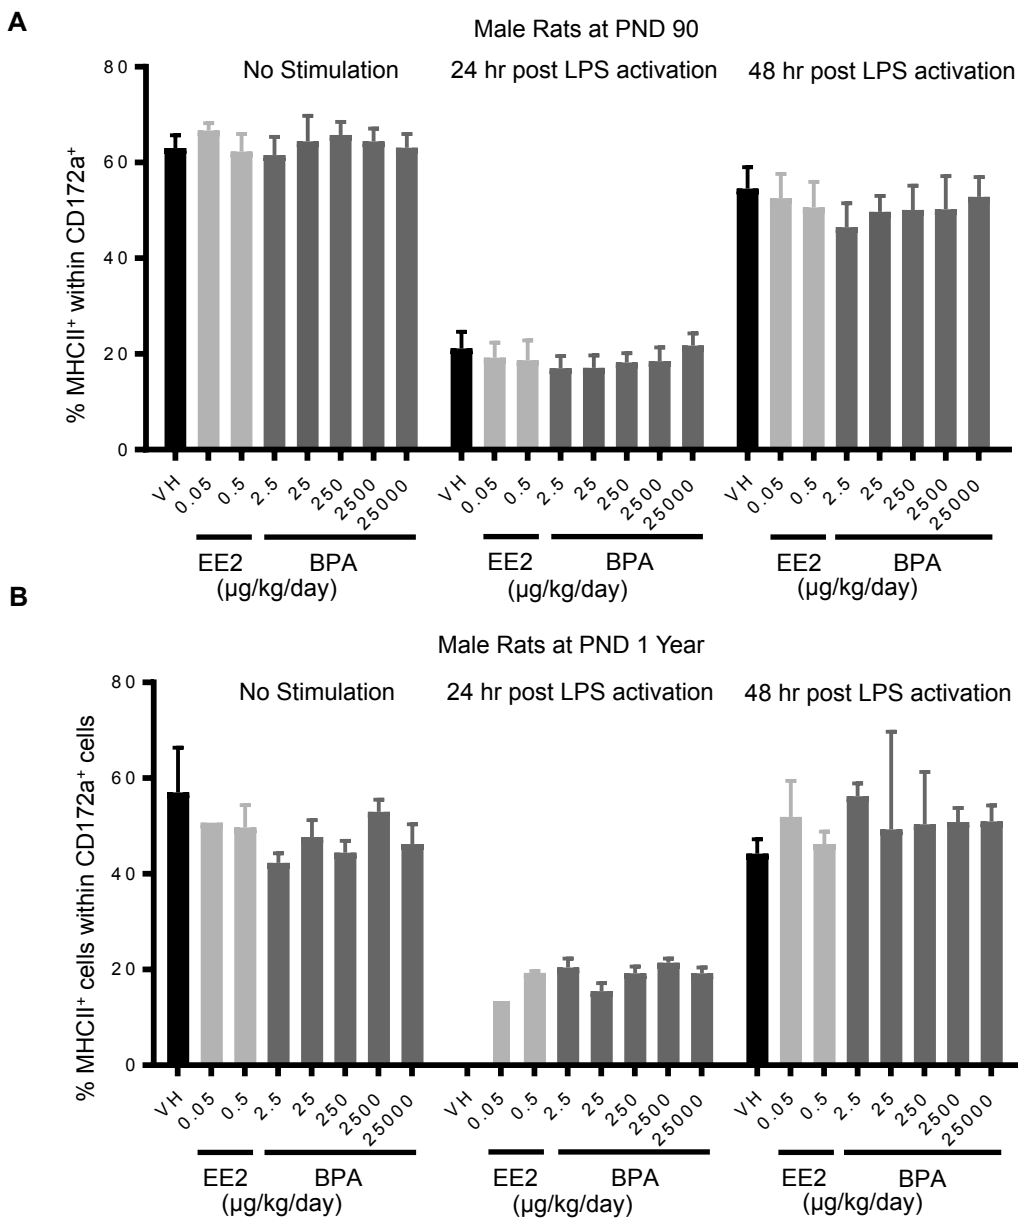 A
Male Rats at PND 90
No Stimulation 24 hr post LPS activation 48 hr post LPS activation
% MHCII⁺ within CD172a⁺
80
60
40
20
0
VH 0.05 0.5 2.5 25 250 2500 25000 VH 0.05 0.5 2.5 25 250 2500 25000 VH 0.05 0.5 2.5 25 250 2500 25000
EE2 BPA EE2 BPA EE2 BPA
(µg/kg/day) (µg/kg/day) (µg/kg/day)
B
Male Rats at PND 1 Year
No Stimulation 24 hr post LPS activation 48 hr post LPS activation
% MHCII⁺ cells within CD172a⁺ cells
80
60
40
20
0
VH 0.05 0.5 2.5 25 250 2500 25000 VH 0.05 0.5 2.5 25 250 2500 25000 VH 0.05 0.5 2.5 25 250 2500 25000
EE2 BPA EE2 BPA EE2 BPA
(µg/kg/day) (µg/kg/day) (µg/kg/day)